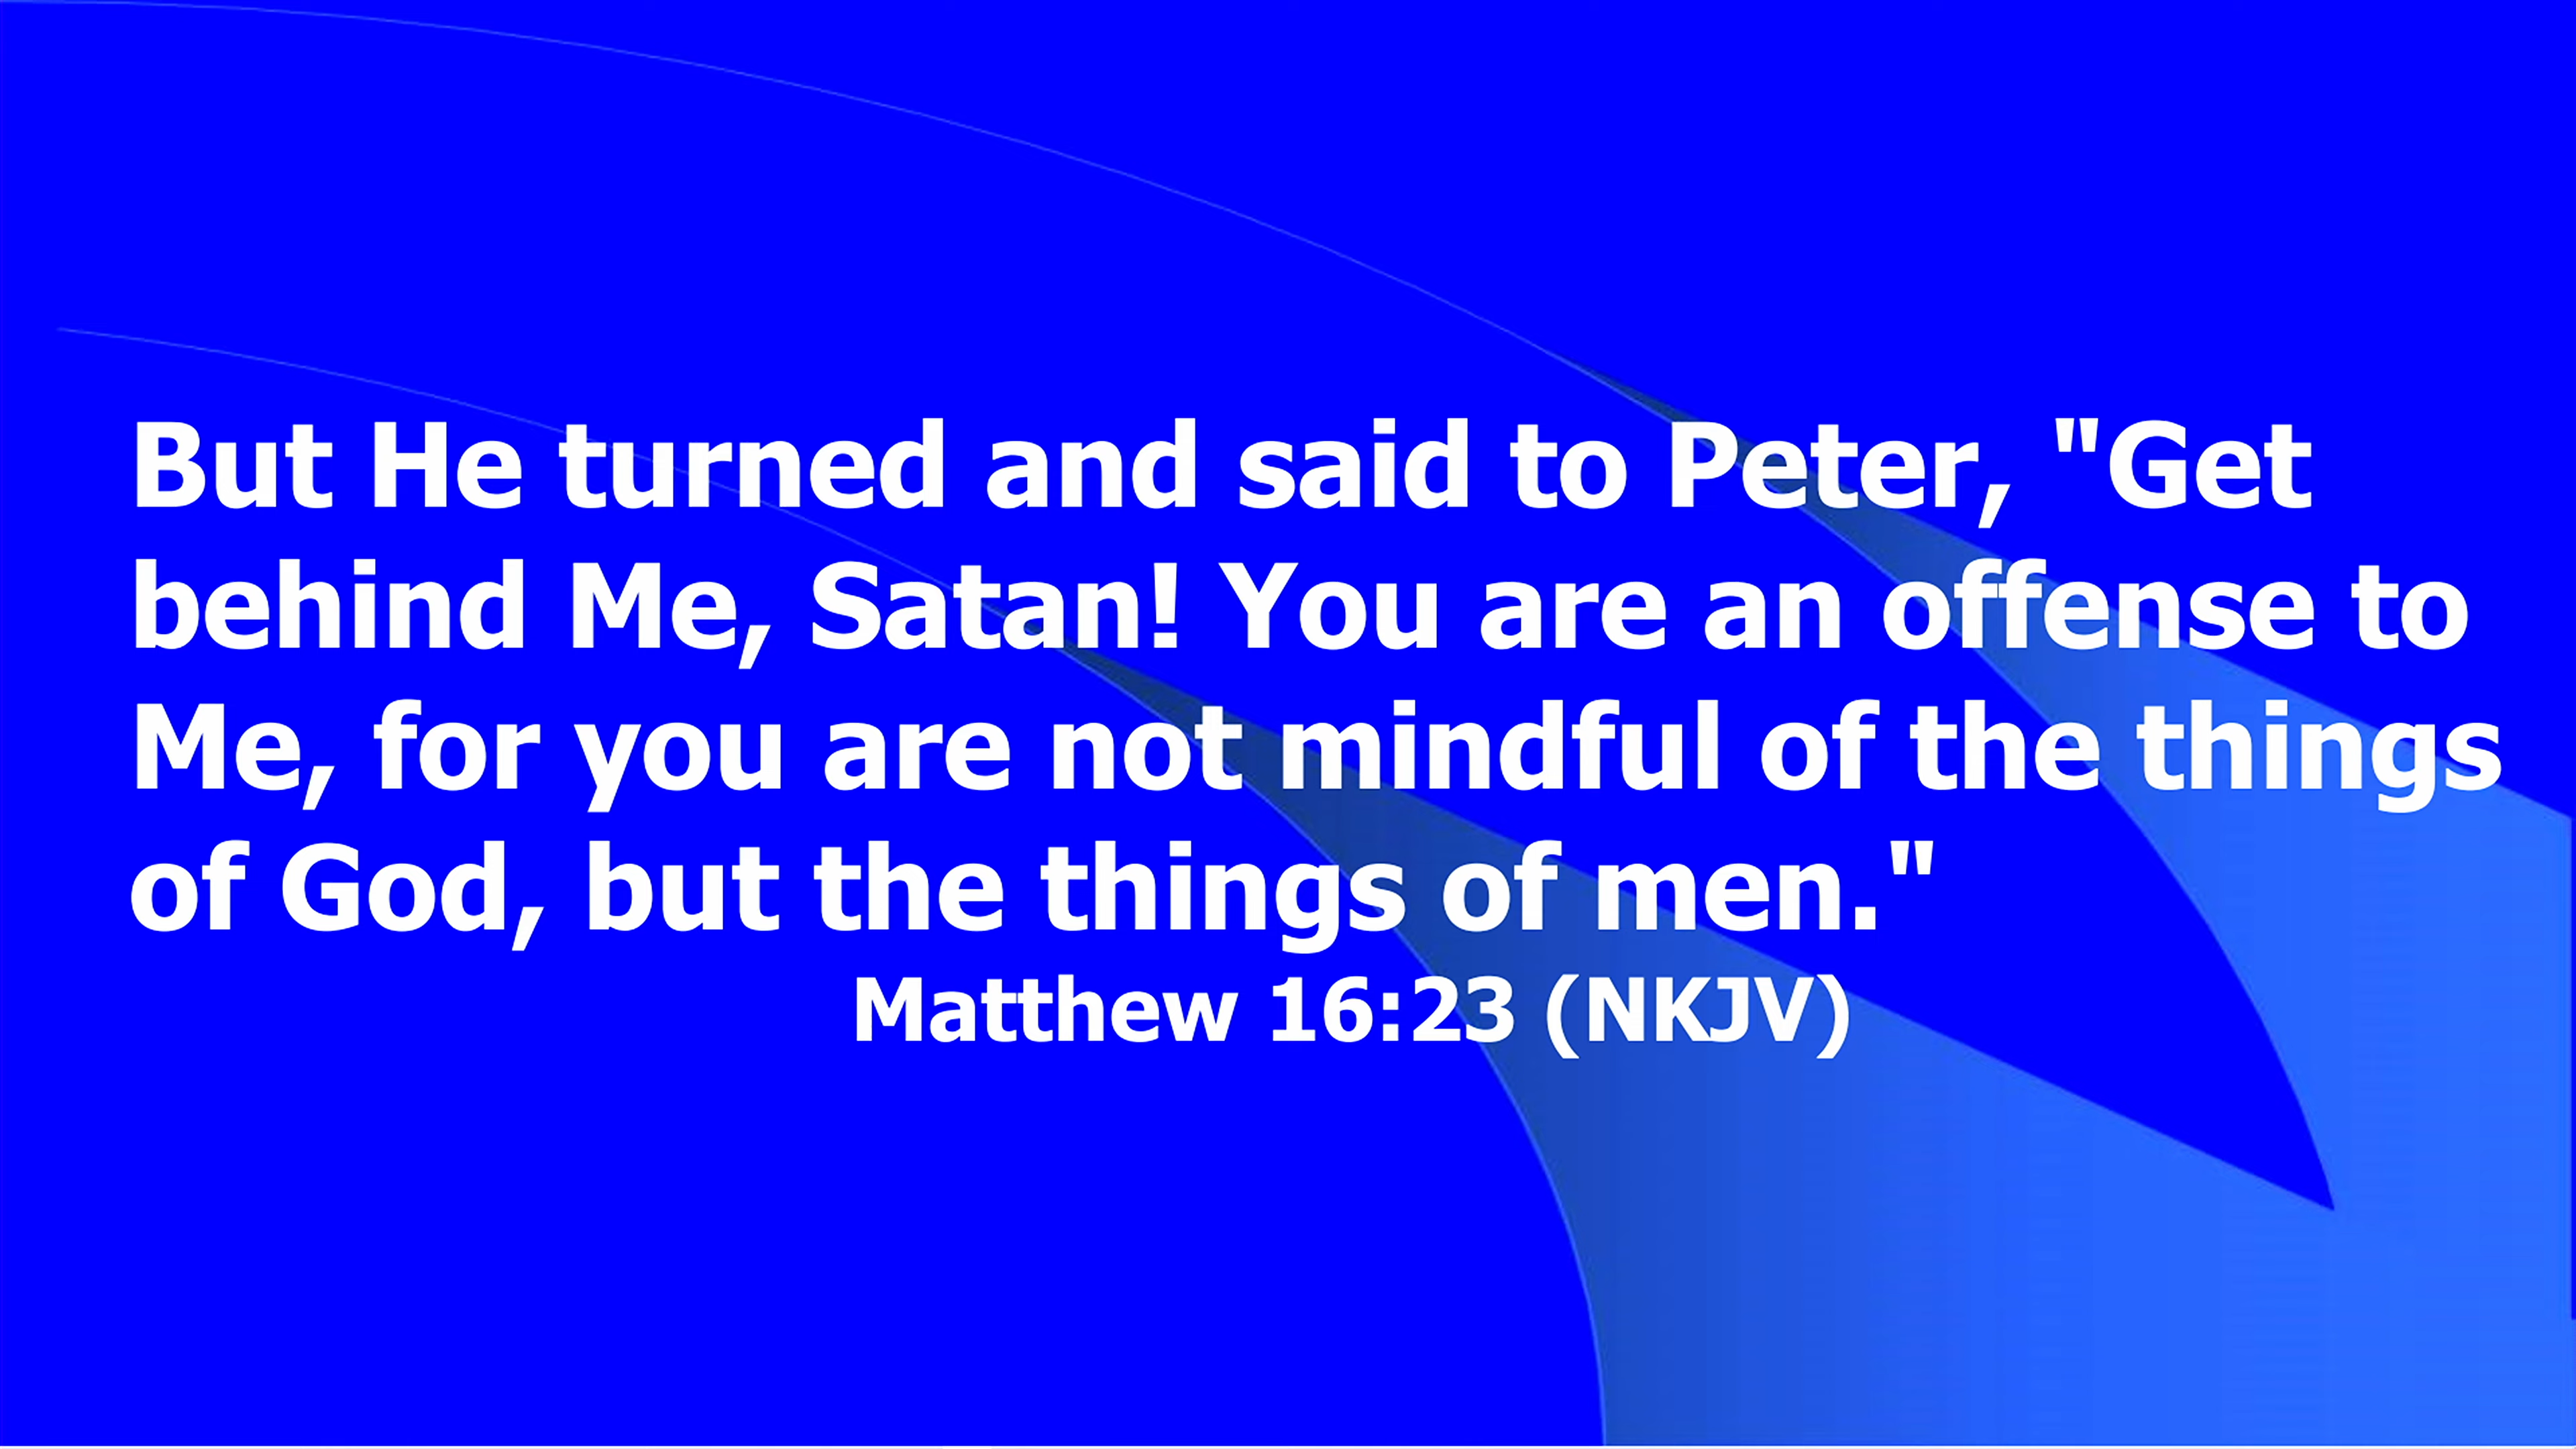 But He turned and said to Peter, "Get
behind Me, Satan! You are an offense to
Me, for you are not mindful of the things
of God, but the things of men."
Matthew 16:23 (NKJV)